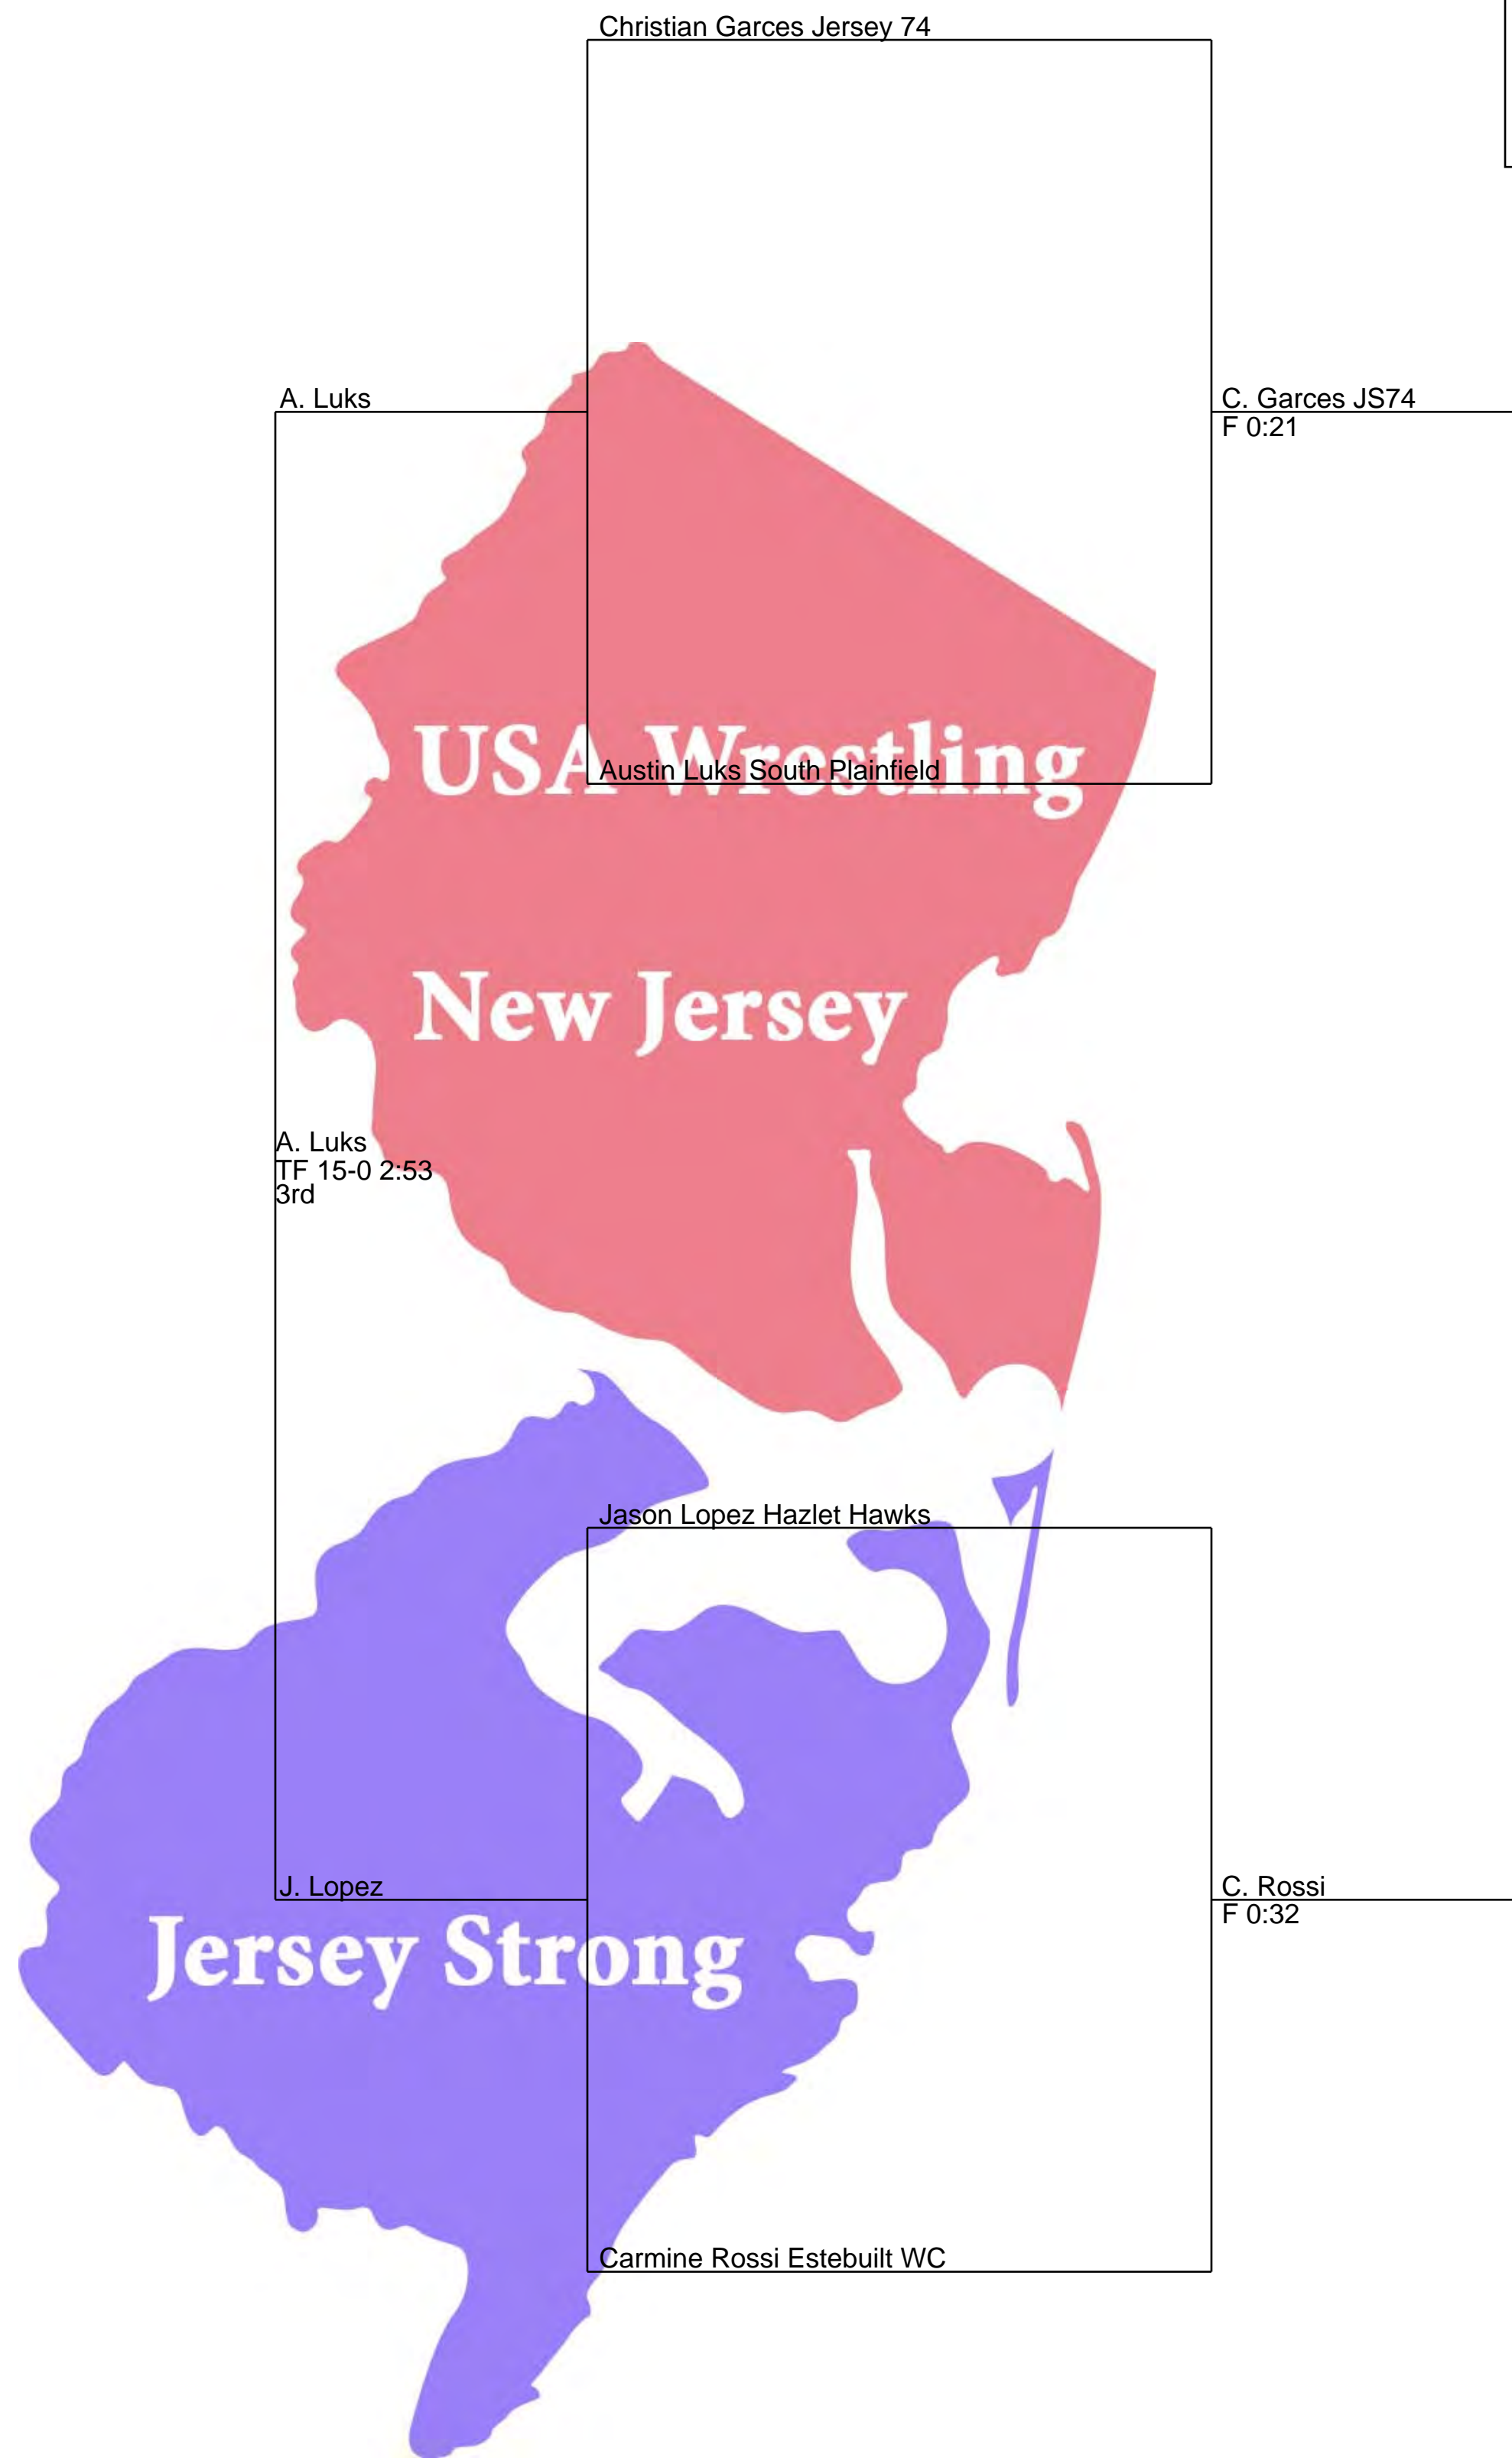 Christian Garces Jersey 74
A. Luks
C. Garces JS74
F 0:21
USA Wrestling
Austin Luks South Plainfield
New Jersey
A. Luks
TF 15-0 2:53
3rd
Jason Lopez Hazlet Hawks
J. Lopez
C. Rossi
F 0:32
Jersey Strong
Carmine Rossi Estebuilt WC